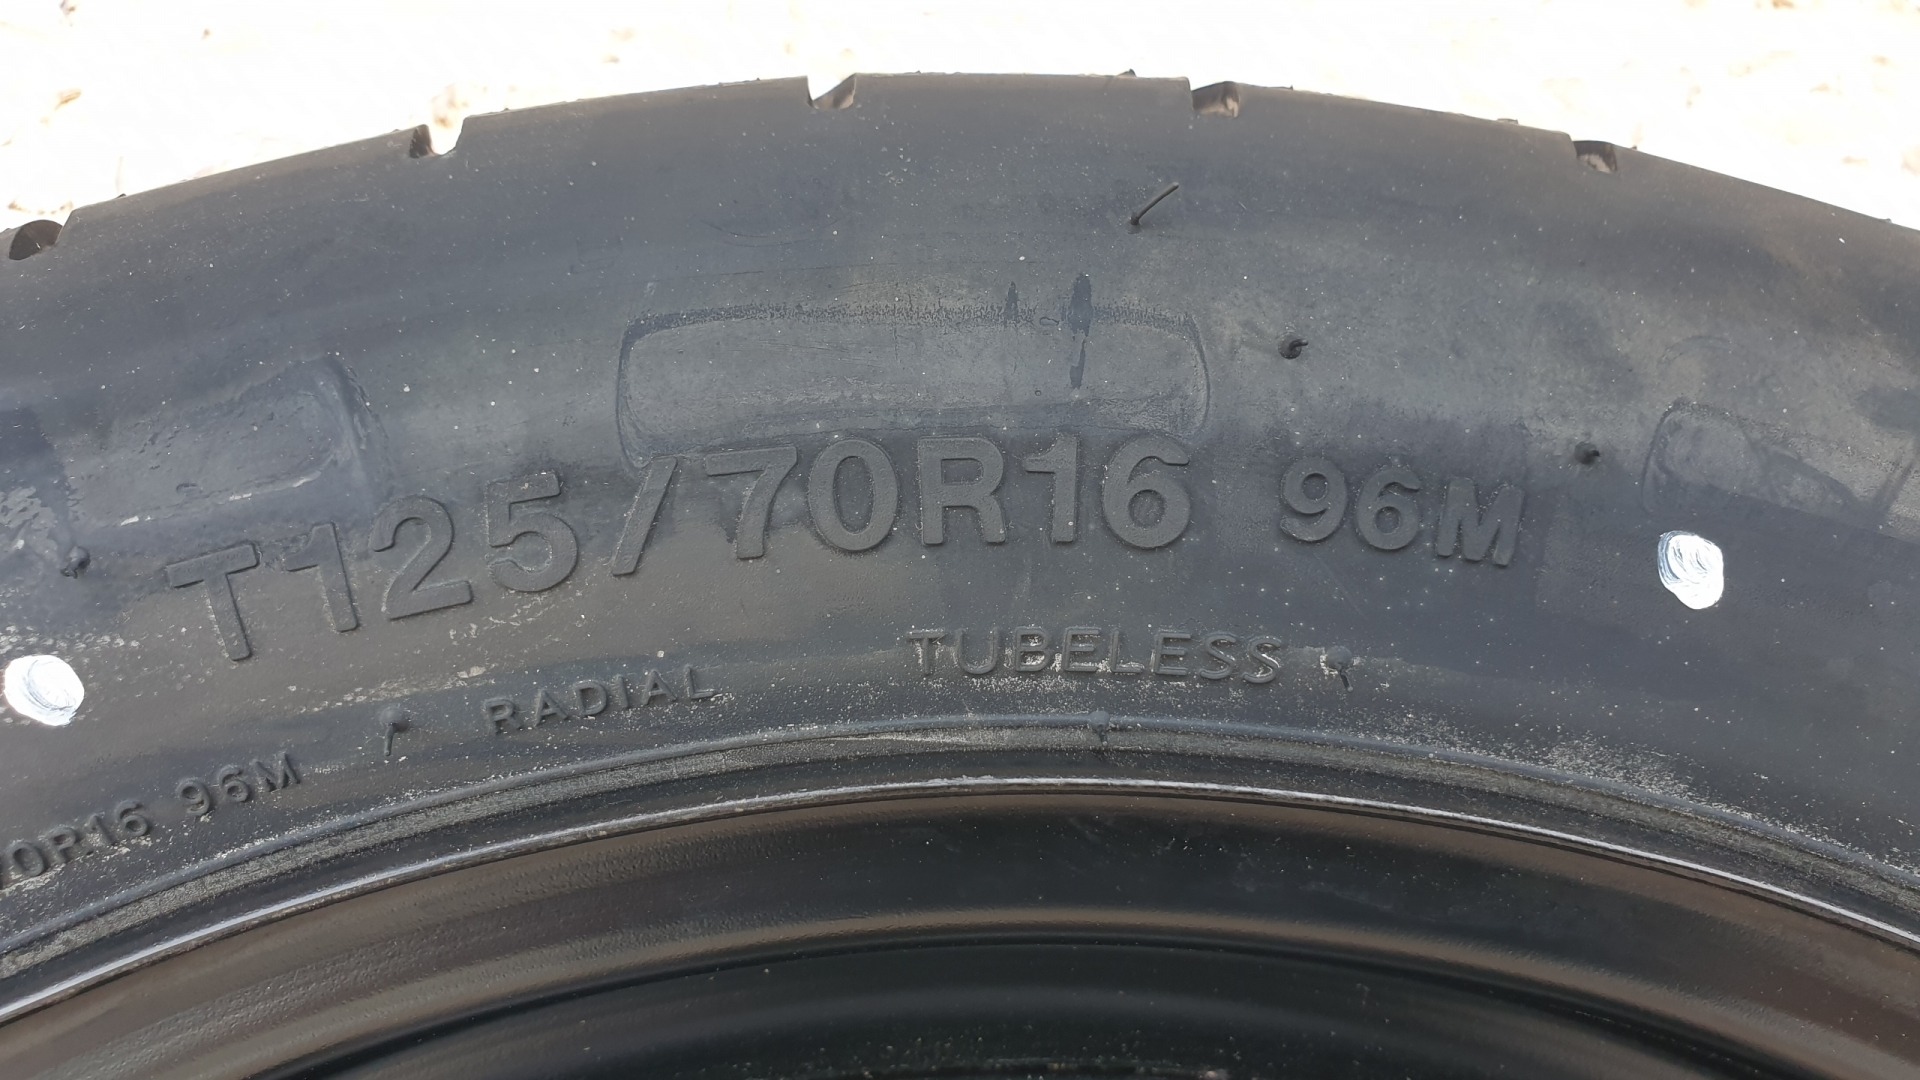 T125/70R16 96M
TUBELESS
RADIAL
70R16 96M